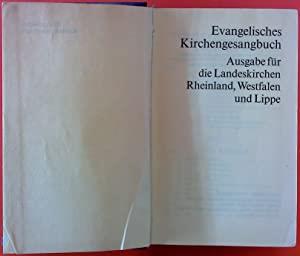 Evangelisches
Kirchengesangbuch
Ausgabe für
die Landeskirchen
Rheinland, Westfalen
und Lippe